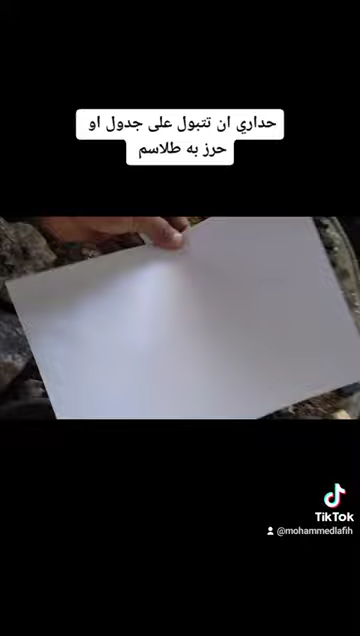 حداري ان تتبول على جدول او
حرز به طلاسم
TikTok
@mohammedlafih